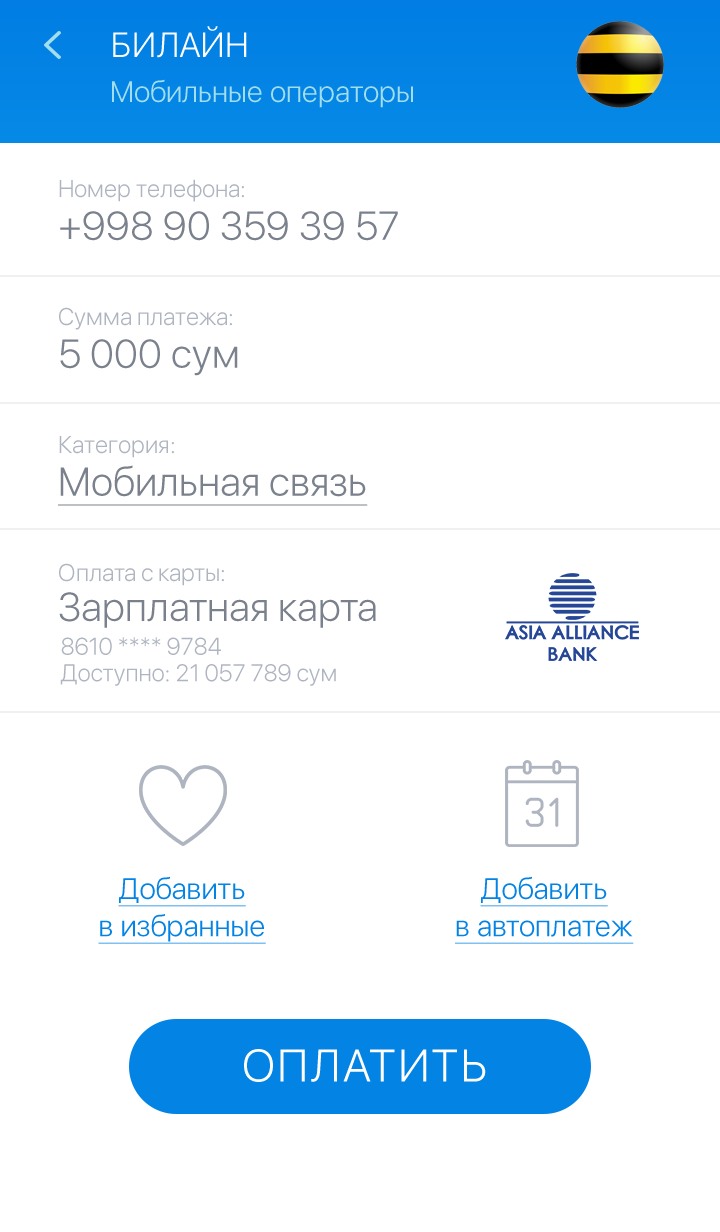 БИЛАЙН
Мобильные операторы
Номер телефона:
+998 90 359 39 57
Сумма платежа:
5 000 сум
Категория:
Мобильная связь
Оплата с карты:
Зарплатная карта
8610 **** 9784
Доступно: 21 057 789 сум
ASIA ALLIANCE
BANK
31
Добавить
в избранные
Добавить
в автоплатеж
ОПЛАТИТЬ